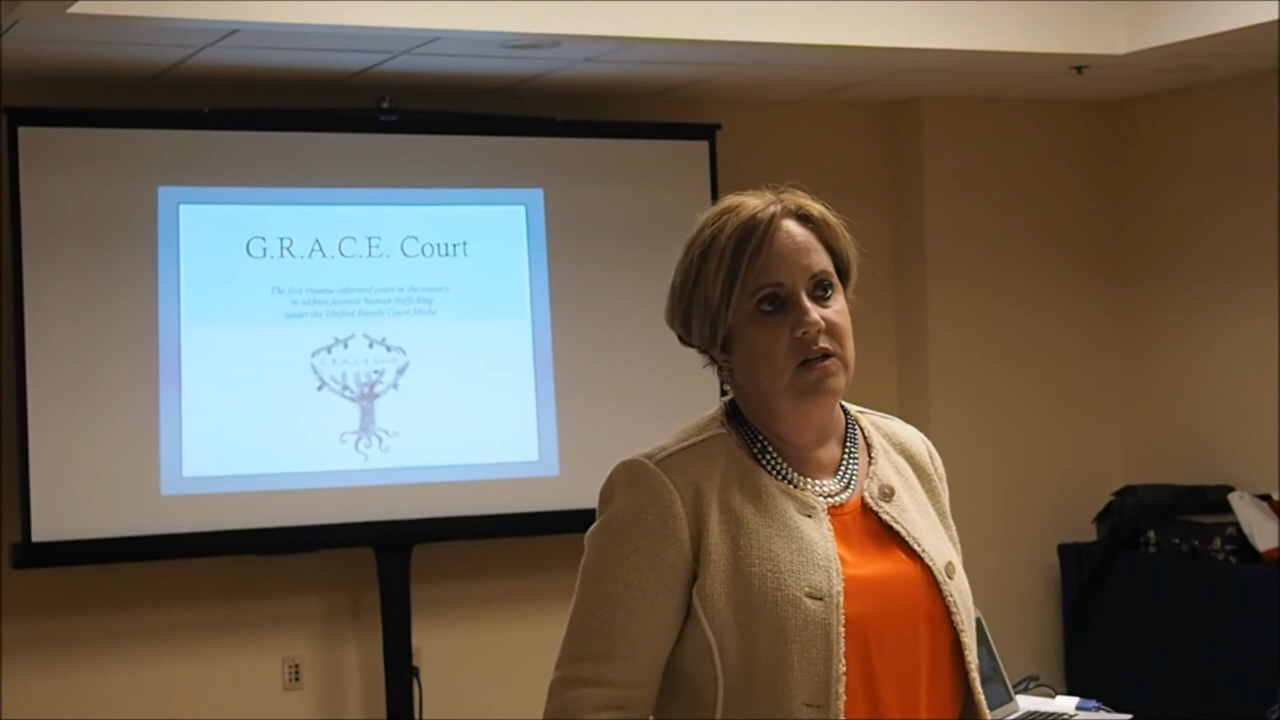 G.R.A.C.E. Court
The first trauma-informed court in the country
to address juvenile human trafficking
under the Unified Family Court Model
G.R.A.C.E. Court